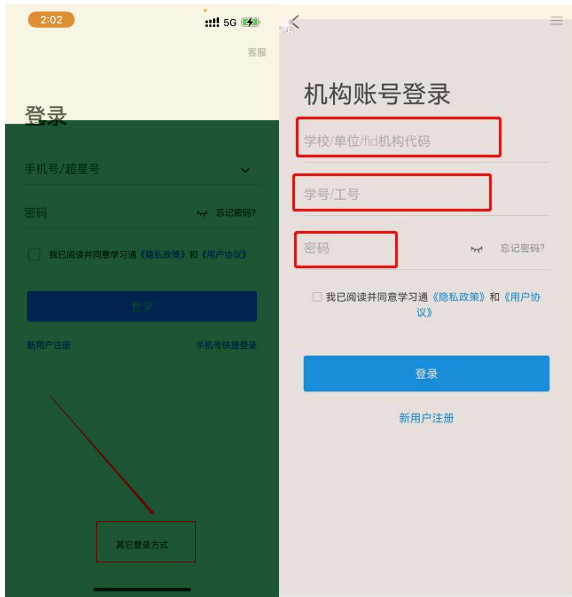 2:02
5G
客服
登录
手机号/超星号
密码
忘记密码?
我已阅读并同意学习通《隐私政策》和《用户协议》
登录
新用户注册
手机号快捷登录
其它登录方式
机构账号登录
学校/单位/fid机构代码
学号/工号
密码
忘记密码?
我已阅读并同意学习通《隐私政策》和《用户协
议》
登录
新用户注册